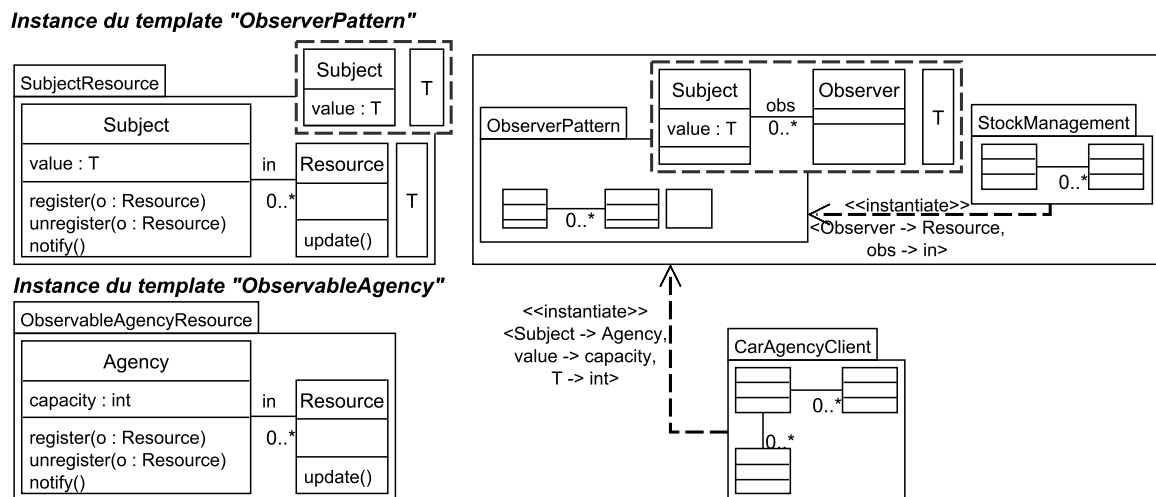 Instance du template "ObserverPattern"
SubjectResource
Subject
value : T
T
Subject
value : T
register(o : Resource)
unregister(o : Resource)
notify()
in
0..*
Resource
update()
T
ObserverPattern
Subject
value : T
obs
0..*
Observer
T
0..*
StockManagement
0..*
<<instantiate>>
<Observer -> Resource,
obs -> in>
Instance du template "ObservableAgency"
ObservableAgencyResource
Agency
capacity : int
register(o : Resource)
unregister(o : Resource)
notify()
in
0..*
Resource
update()
<<instantiate>>
<Subject -> Agency,
value -> capacity,
T -> int>
CarAgencyClient
0..*
0..*